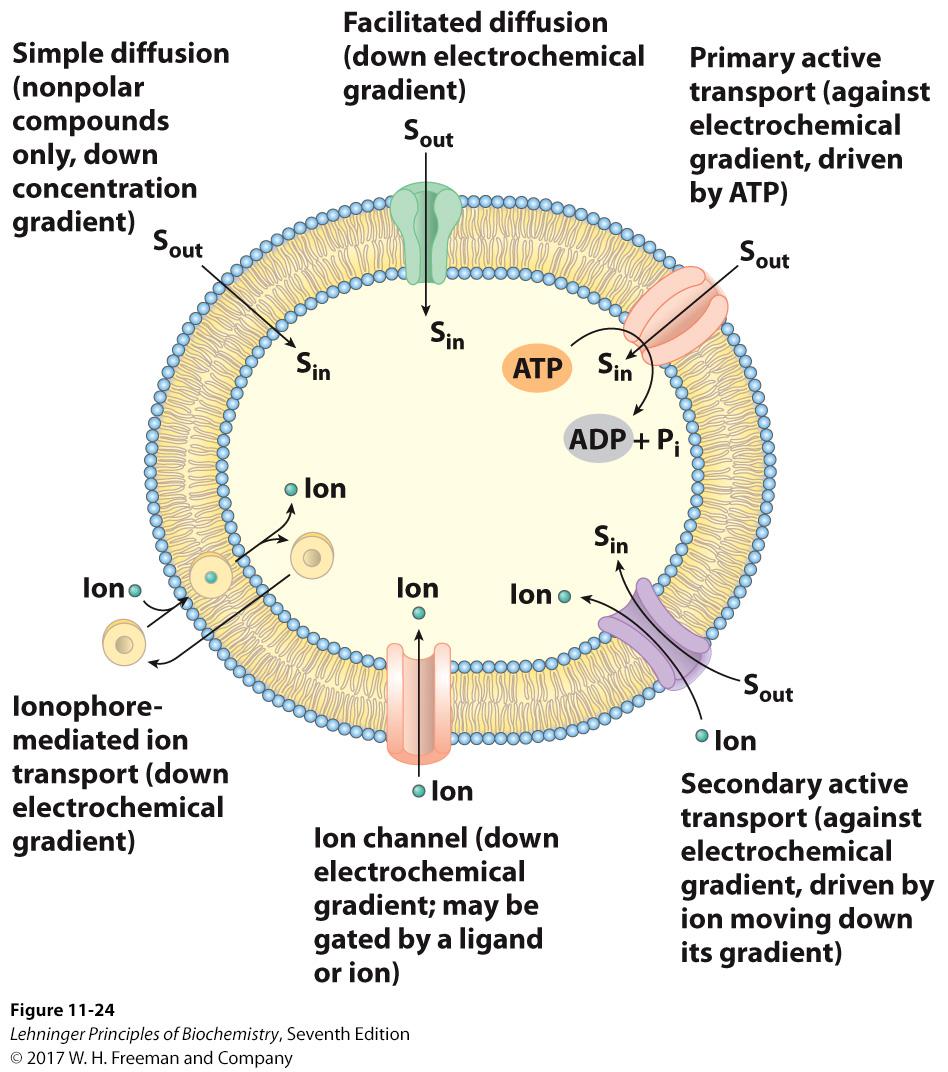 Simple diffusion
(nonpolar
compounds
only, down
concentration
gradient)
Facilitated diffusion
(down electrochemical
gradient)
Primary active
transport (against
electrochemical
gradient, driven
by ATP)
Sout
Sin
Sout
Sin
Sout
Sin
ATP
ADP + Pi
Ion
Ion
Ion
Ion
Sin
Ion
Sout
Ion
Ionophore-
mediated ion
transport (down
electrochemical
gradient)
Ion channel (down
electrochemical
gradient; may be
gated by a ligand
or ion)
Secondary active
transport (against
electrochemical
gradient, driven by
ion moving down
its gradient)
Figure 11-24
Lehninger Principles of Biochemistry, Seventh Edition
© 2017 W. H. Freeman and Company